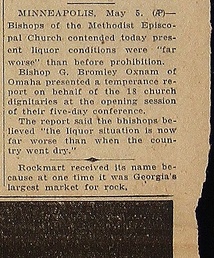 MINNEAPOLIS, May 5. (AP)—
Bishops of the Methodist Episco-
pal Church contended today pres-
ent liquor conditions were "far
worse" than before prohibition.
Bishop G. Bromley Oxnam of
Omaha presented a temperance re-
port on behalf of the 18 church
dignitaries at the opening session
of their five-day conference.
The report said the bhishops be-
lieved "the liquor situation is now
far worse than when the coun-
try went dry."
Rockmart received its name be-
cause at one time it was Georgia's
largest market for rock.